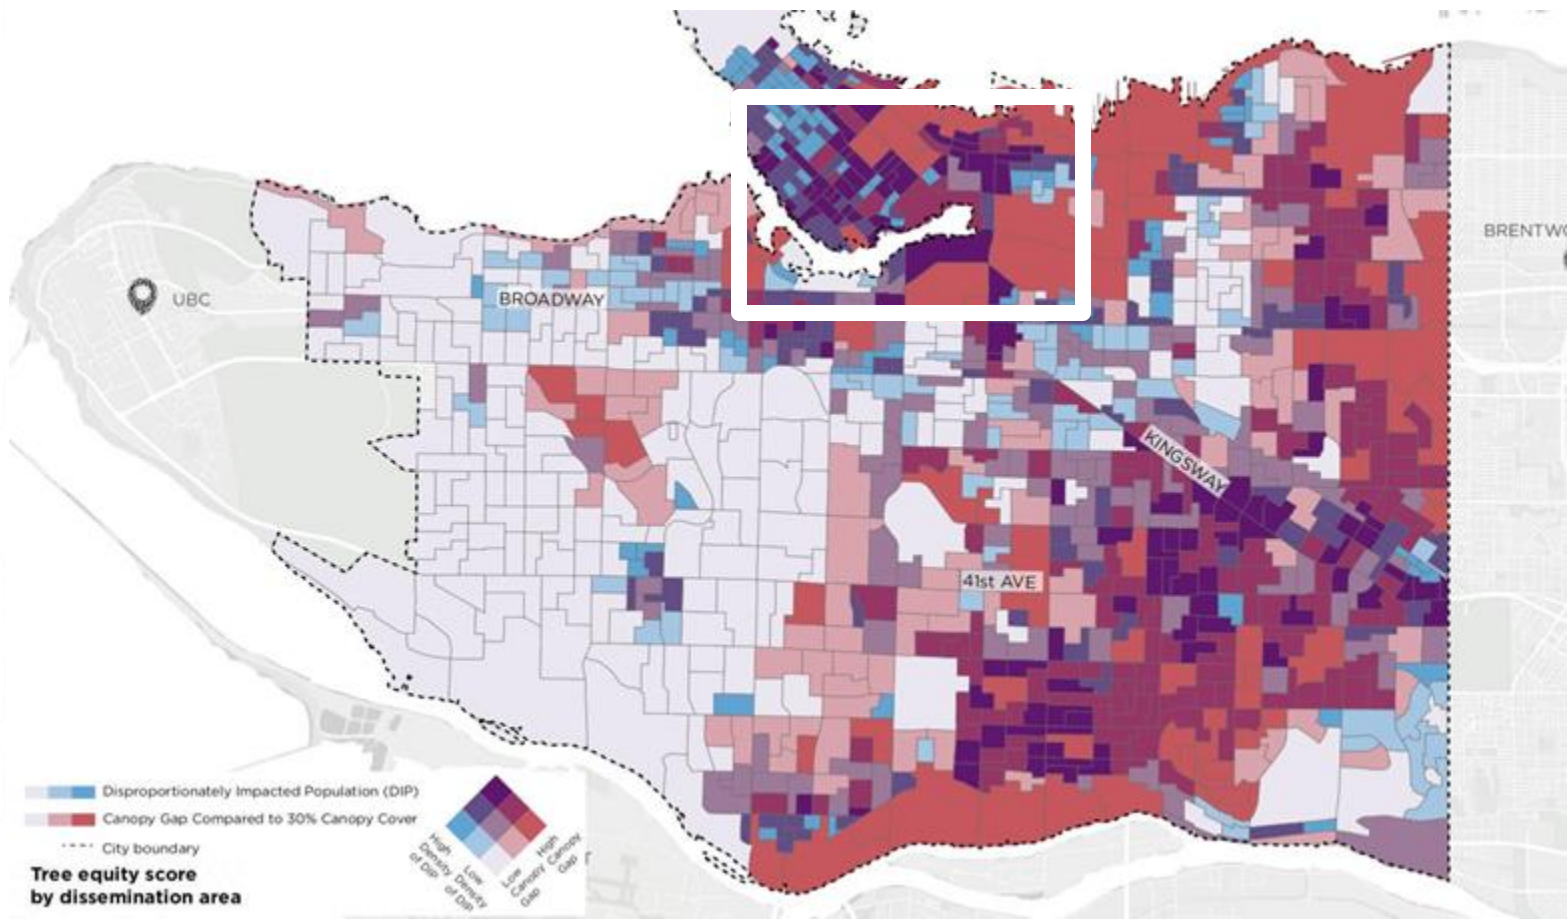 BRENTWO
UBC
BROADWAY
KINGSWAY
41st AVE
Disproportionately Impacted Population (DIP)
Canopy Gap Compared to 30% Canopy Cover
City boundary
Tree equity score
by dissemination area
High
Density
of DIP
Low
Density
of DIP
Low
Canopy
Gap
High
Canopy
Gap